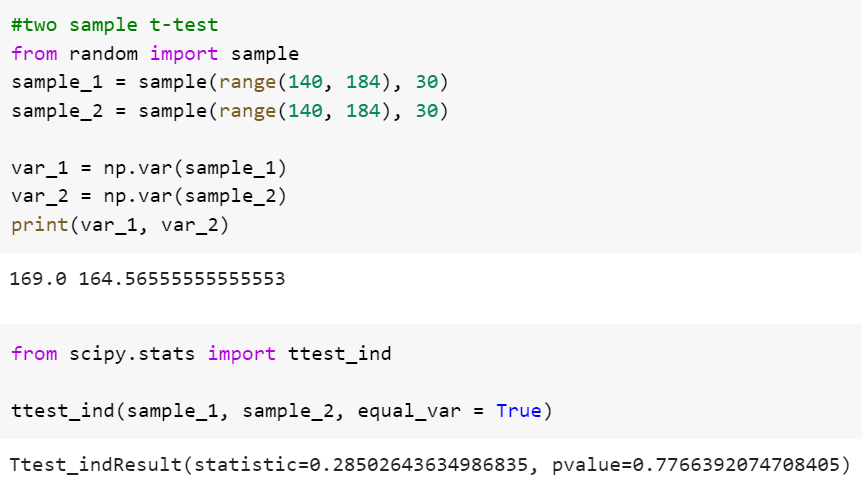 #two sample t-test
from random import sample
sample_1 = sample(range(140, 184), 30)
sample_2 = sample(range(140, 184), 30)
var_1 = np.var(sample_1)
var_2 = np.var(sample_2)
print(var_1, var_2)
169.0 164.56555555555553
from scipy.stats import ttest_ind
ttest_ind(sample_1, sample_2, equal_var = True)
Ttest_indResult(statistic=0.28502643634986835, pvalue=0.7766392074708405)